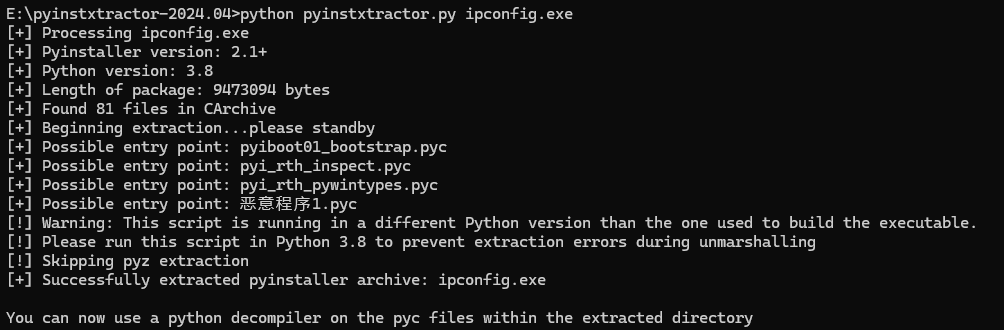 E:\pyinstxtractor-2024.04>python pyinstxtractor.py ipconfig.exe
[+] Processing ipconfig.exe
[+] Pyinstaller version: 2.1+
[+] Python version: 3.8
[+] Length of package: 9473094 bytes
[+] Found 81 files in CArchive
[+] Beginning extraction...please standby
[+] Possible entry point: pyiboot01_bootstrap.pyc
[+] Possible entry point: pyi_rth_inspect.pyc
[+] Possible entry point: pyi_rth_pywintypes.pyc
[+] Possible entry point: 恶意程序1.pyc
[!] Warning: This script is running in a different Python version than the one used to build the executable.
[!] Please run this script in Python 3.8 to prevent extraction errors during unmarshalling
[!] Skipping pyz extraction
[+] Successfully extracted pyinstaller archive: ipconfig.exe
You can now use a python decompiler on the pyc files within the extracted directory